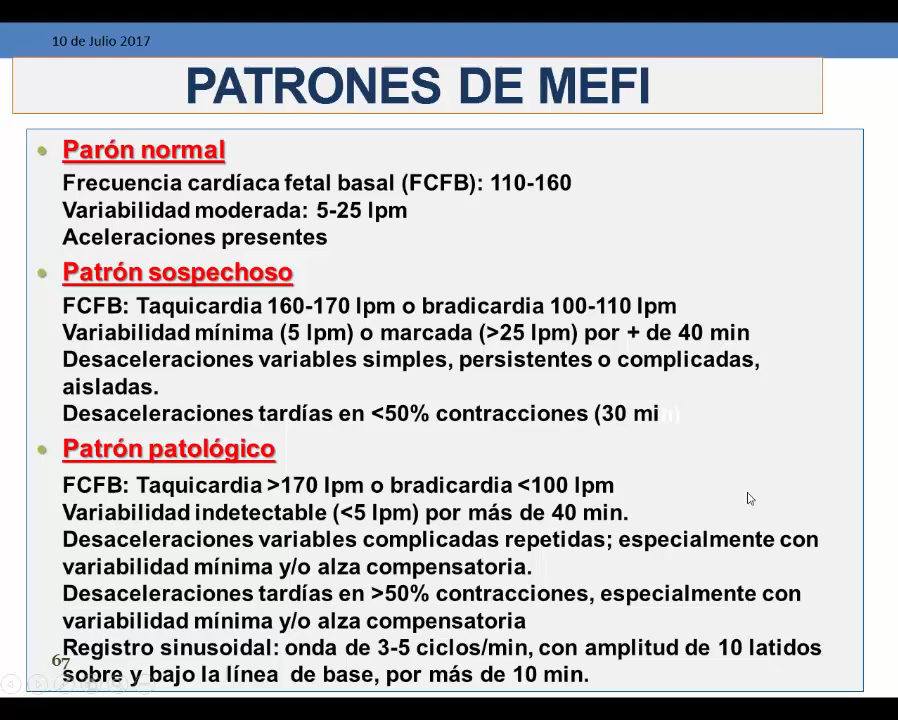 10 de Julio 2017
PATRONES DE MEFI
Parón normal
Frecuencia cardíaca fetal basal (FCFB): 110-160
Variabilidad moderada: 5-25 lpm
Aceleraciones presentes
Patrón sospechoso
FCFB: Taquicardia 160-170 lpm o bradicardia 100-110 lpm
Variabilidad mínima (5 lpm) o marcada (>25 lpm) por + de 40 min
Desaceleraciones variables simples, persistentes o complicadas,
aisladas.
Desaceleraciones tardías en <50% contracciones (30 min)
Patrón patológico
FCFB: Taquicardia >170 lpm o bradicardia <100 lpm
Variabilidad indetectable (<5 lpm) por más de 40 min.
Desaceleraciones variables complicadas repetidas; especialmente con
variabilidad mínima y/o alza compensatoria.
Desaceleraciones tardías en >50% contracciones, especialmente con
variabilidad mínima y/o alza compensatoria
Registro sinusoidal: onda de 3-5 ciclos/min, con amplitud de 10 latidos
sobre y bajo la línea de base, por más de 10 min.
67